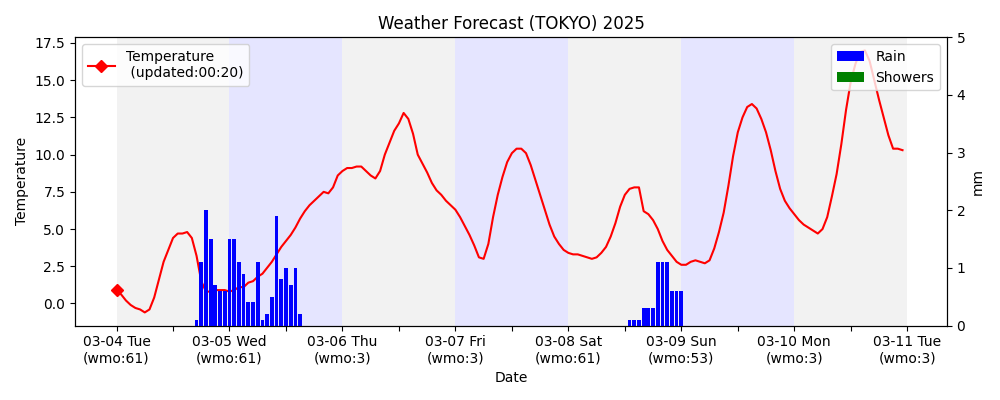 Weather Forecast (TOKYO) 2025
Temperature
(updated:00:20)
Rain
Showers
17.5
15.0
12.5
10.0
7.5
5.0
2.5
0.0
Temperature
5
4
3
2
1
0
mm
03-04 Tue
(wmo:61)
03-05 Wed
(wmo:61)
03-06 Thu
(wmo:3)
03-07 Fri
(wmo:3)
03-08 Sat
(wmo:61)
03-09 Sun
(wmo:53)
03-10 Mon
(wmo:3)
03-11 Tue
(wmo:3)
Date